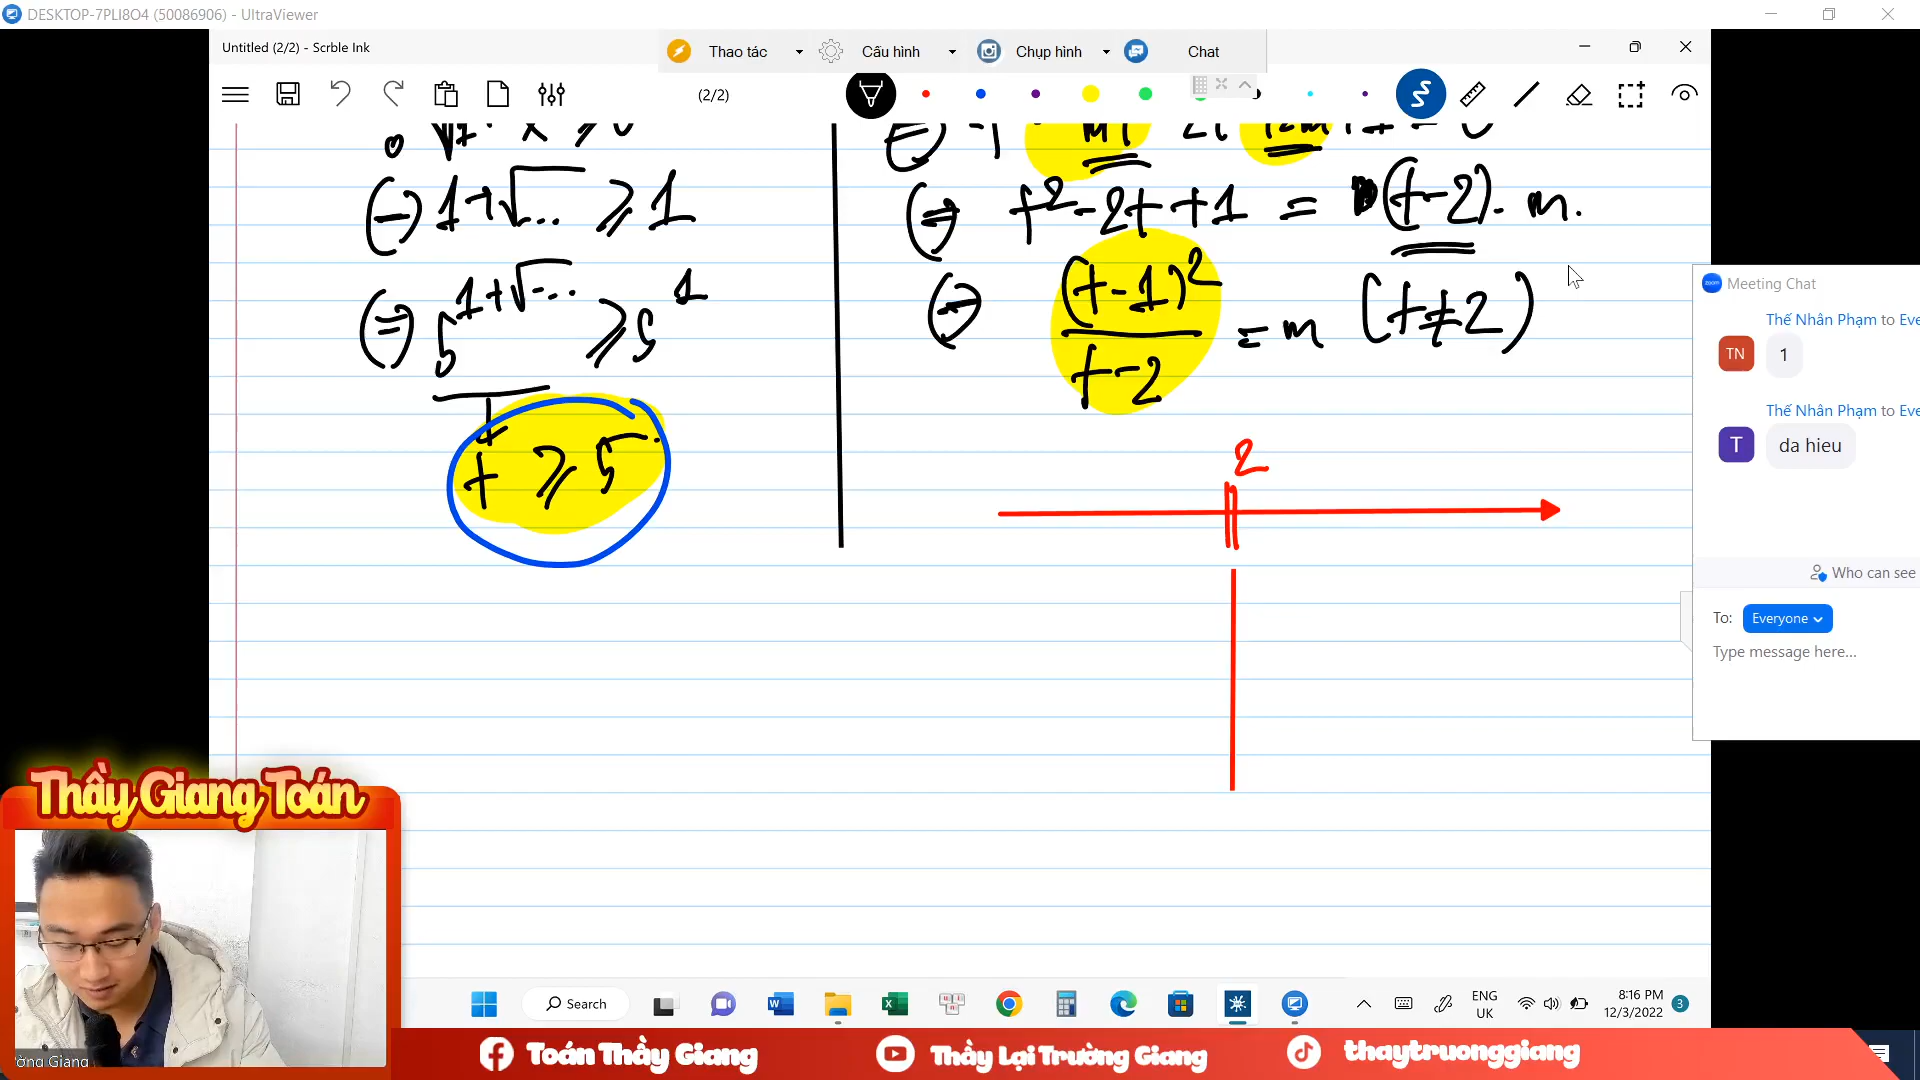 DESKTOP-7PLI8O4 (50086906) - UltraViewer
Untitled (2/2) - Scrble Ink
Thao tác
Cấu hình
Chụp hình
Chat
(2/2)
(=) 1+√... ⩾ 1
(=) 5^{1+√...} ⩾ 5^1
t ⩾ 5
(=) t² - 2t + 1 = (t-2). m.
(=) (t-1)²/(t-2) = m (t≠2)
2
Meeting Chat
Thế Nhân Phạm to Eve
TN
1
Thế Nhân Phạm to Eve
T
da hieu
Who can see
To: Everyone
Type message here...
Thầy Giang Toán
ờng Giang
Search
ENG
UK
8:16 PM
12/3/2022
3
Toán Thầy Giang
Thầy Lại Trường Giang
thaytruonggiang